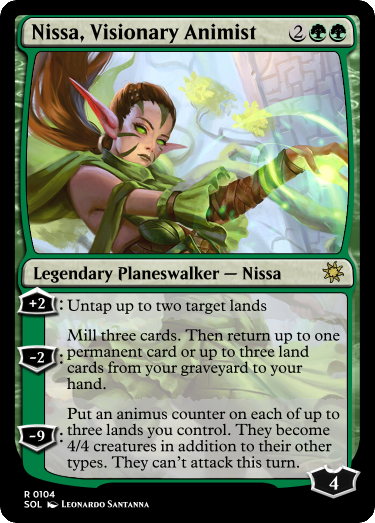 Nissa, Visionary Animist 2
Legendary Planeswalker — Nissa
+2: Untap up to two target lands
Mill three cards. Then return up to one
-2: permanent card or up to three land
cards from your graveyard to your
hand.
Put an animus counter on each of up to
three lands you control. They become
-9: 4/4 creatures in addition to their other
types. They can't attack this turn.
4
R 0104
SOL Leonardo Santanna